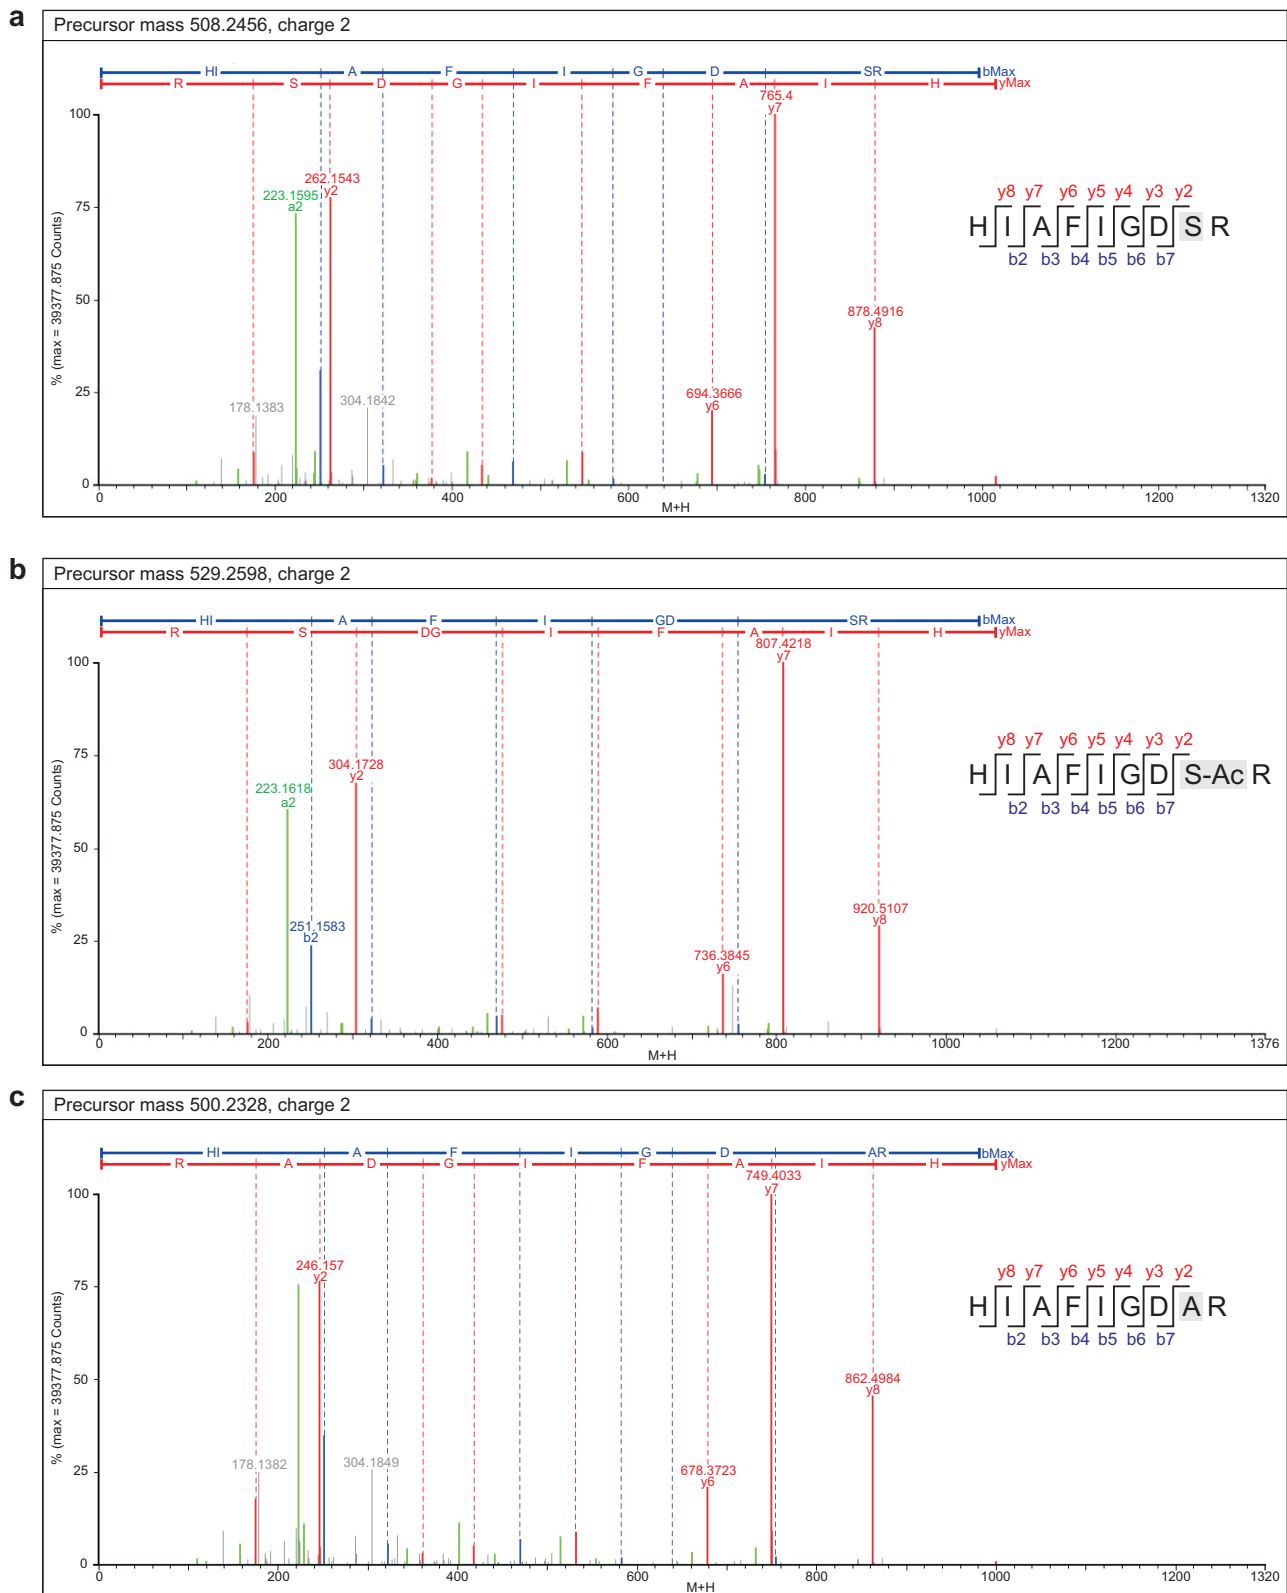 a
Precursor mass 508.2456, charge 2
HI A F I G D SR bMax
R S D G I F A I H yMax
765.4
y7
100
262.1543
y2
223.1595
a2
75
y8 y7 y6 y5 y4 y3 y2
H I A F I G D S R
b2 b3 b4 b5 b6 b7
% (max = 39377.875 Counts)
50
878.4916
y8
694.3666
y6
25
178.1383
304.1842
0
0 200 400 600 800 1000 1200 1320
M+H
b
Precursor mass 529.2598, charge 2
HI A F I GD SR bMax
R S DG I F A I H yMax
807.4218
y7
100
75
304.1728
y2
223.1618
a2
y8 y7 y6 y5 y4 y3 y2
H I A F I G D S-Ac R
b2 b3 b4 b5 b6 b7
% (max = 39377.875 Counts)
50
251.1583
b2
920.5107
y8
25
736.3845
y6
0
0 200 400 600 800 1000 1200 1376
M+H
c
Precursor mass 500.2328, charge 2
HI A F I G D AR bMax
R A D G I F A I H yMax
749.4033
y7
100
246.157
y2
75
y8 y7 y6 y5 y4 y3 y2
H I A F I G D A R
b2 b3 b4 b5 b6 b7
% (max = 39377.875 Counts)
50
862.4984
y8
678.3723
y6
25
178.1382
304.1849
0
0 200 400 600 800 1000 1200 1320
M+H